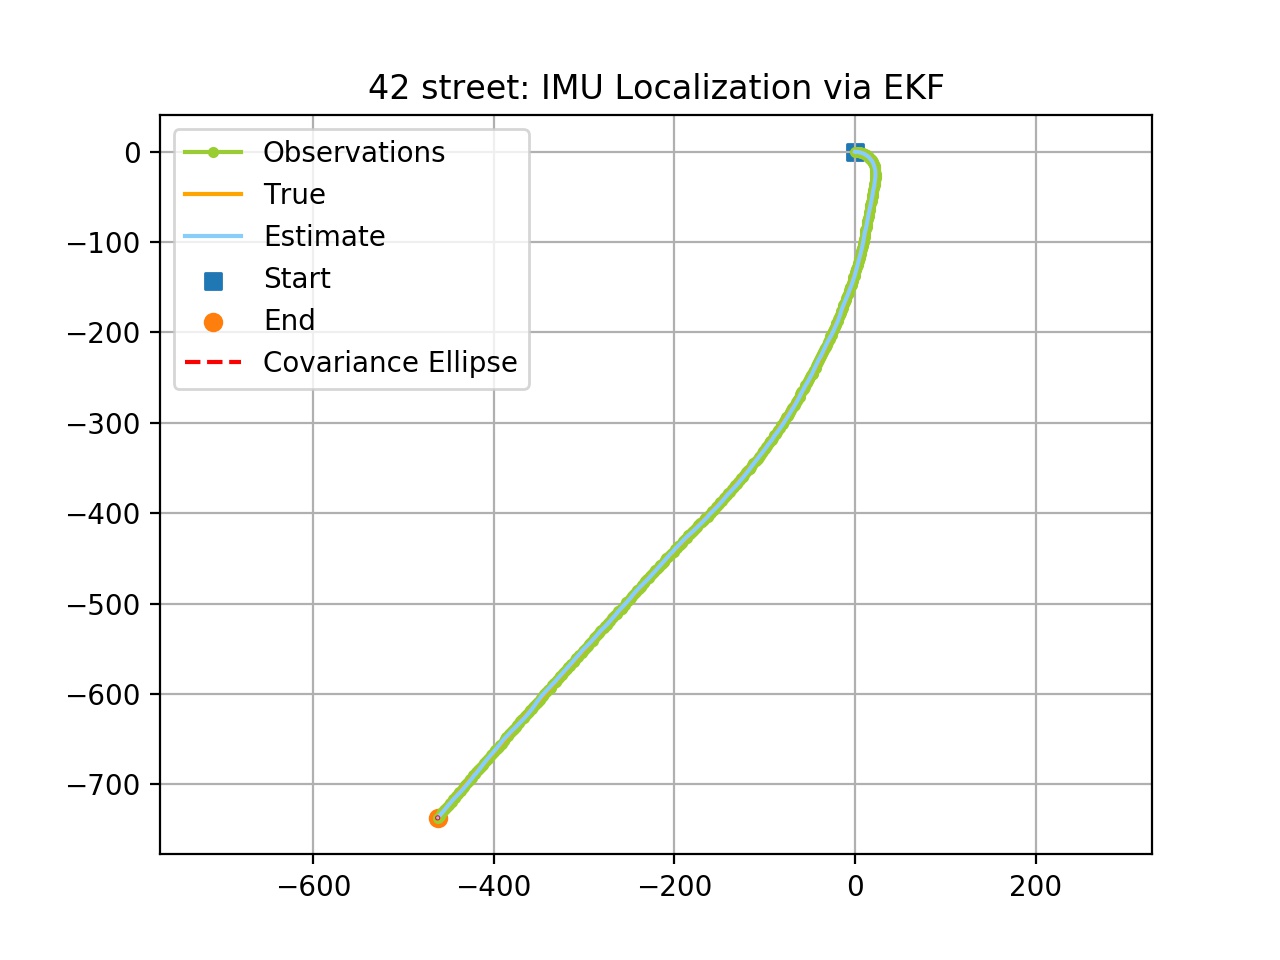 42 street: IMU Localization via EKF
Observations
True
Estimate
Start
End
Covariance Ellipse
0
−100
−200
−300
−400
−500
−600
−700
−600
−400
−200
0
200